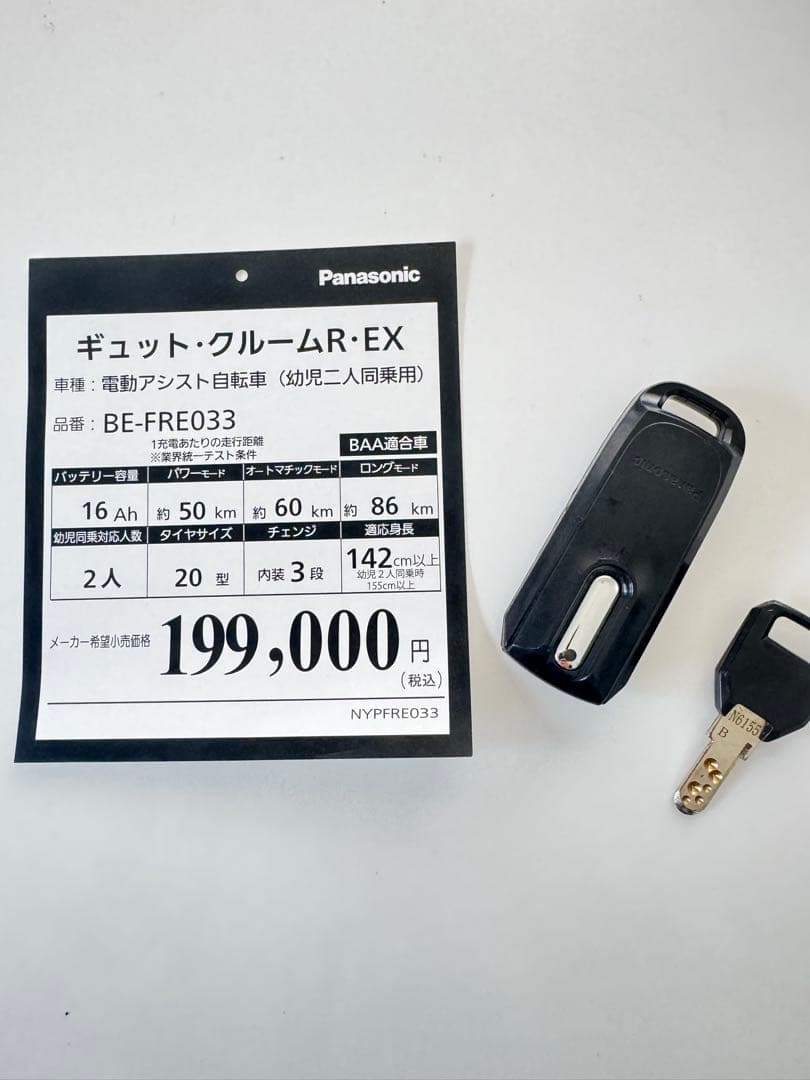 Panasonic
ギュット・クルームR・EX
車種：電動アシスト自転車（幼児二人同乗用）
品番：BE-FRE033
1充電あたりの走行距離
※業界統一テスト条件
BAA適合車
バッテリー容量 パワーモード オートマチックモード ロングモード
16 Ah 約 50 km 約 60 km 約 86 km
幼児同乗対応人数 タイヤサイズ チェンジ 適応身長
2人 20 型 内装 3 段 142cm以上
幼児2人同乗時
155cm以上
メーカー希望小売価格 199,000 円
（税込）
NYPFRE033
Panasonic
N6155
B